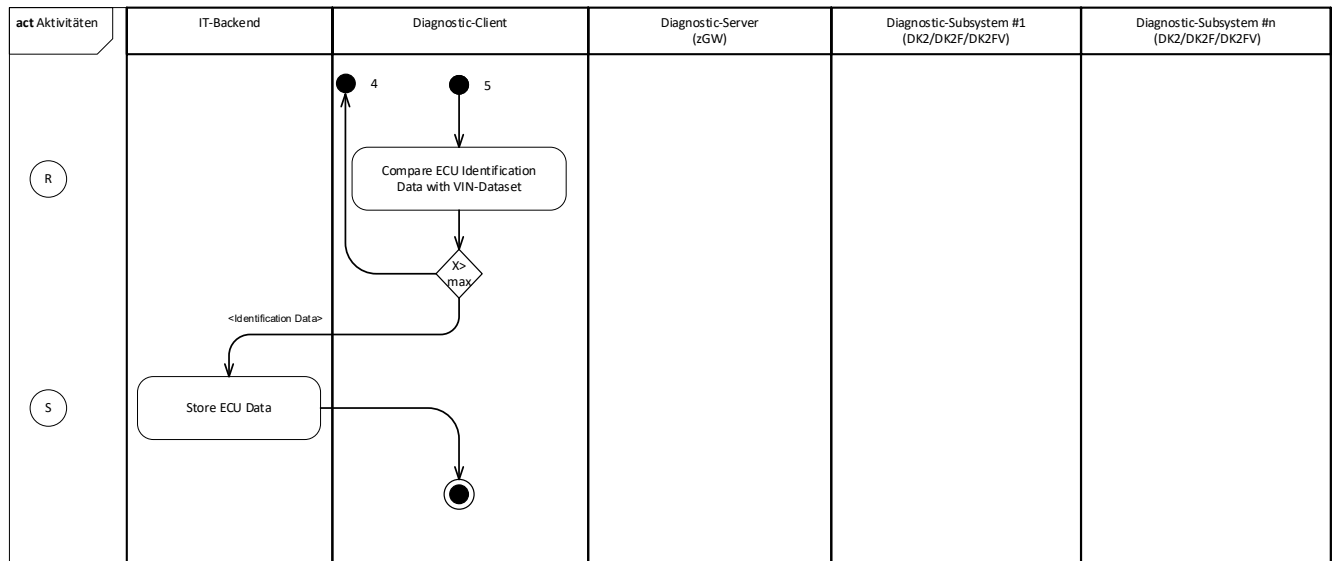 act Aktivitäten
IT-Backend
Diagnostic-Client
Diagnostic-Server
(zGW)
Diagnostic-Subsystem #1
(DK2/DK2F/DK2FV)
Diagnostic-Subsystem #n
(DK2/DK2F/DK2FV)
4
5
R
Compare ECU Identification
Data with VIN-Dataset
X>
max
<Identification Data>
S
Store ECU Data